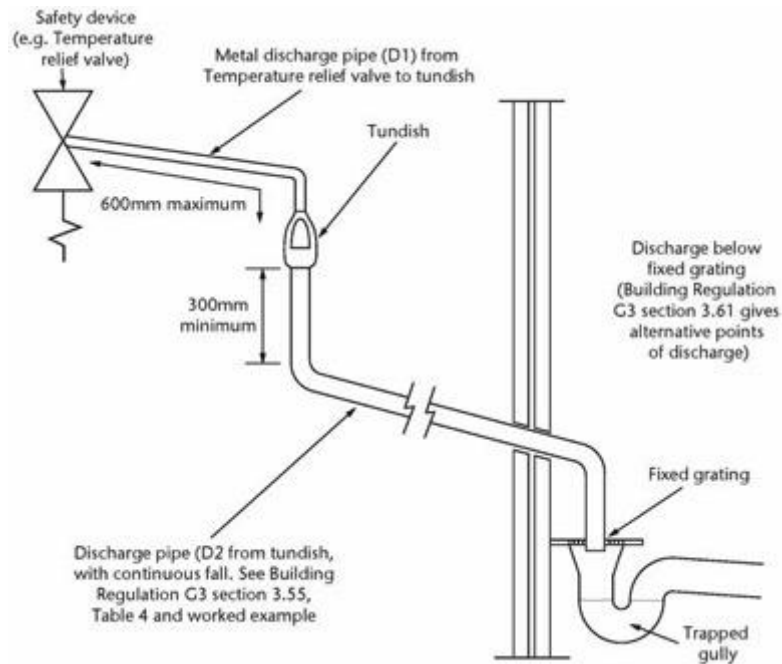 Safety device
(e.g. Temperature
relief valve)
Metal discharge pipe (D1) from
Temperature relief valve to tundish
Tundish
600mm maximum
300mm
minimum
Discharge below
fixed grating
(Building Regulation
G3 section 3.61 gives
alternative points
of discharge)
Fixed grating
Discharge pipe (D2 from tundish,
with continuous fall. See Building
Regulation G3 section 3.55,
Table 4 and worked example
Trapped
gully